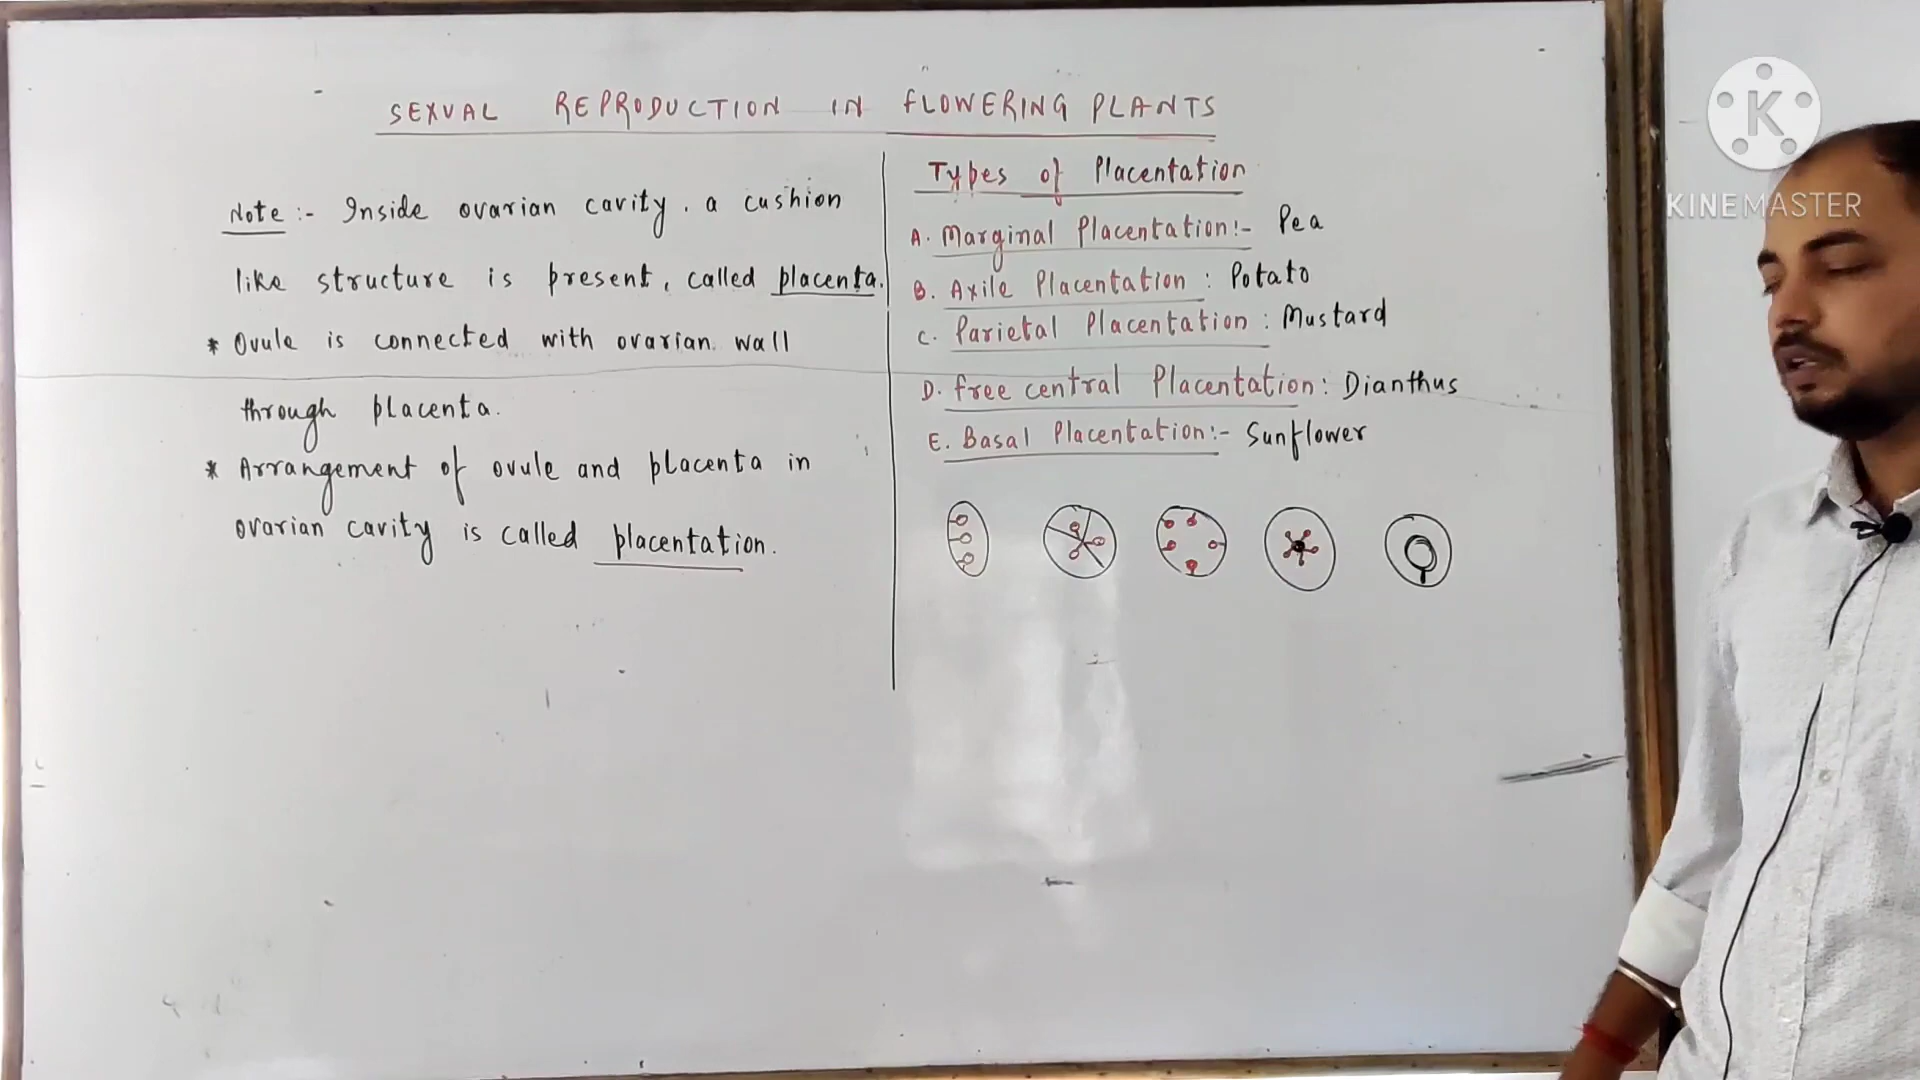 SEXUAL REPRODUCTION IN FLOWERING PLANTS
Note :- Inside ovarian cavity, a cushion
like structure is present, called placenta.
* Ovule is connected with ovarian wall
through placenta.
* Arrangement of ovule and placenta in
ovarian cavity is called placentation.
Types of Placentation
A. Marginal Placentation :- Pea
B. Axile Placentation : Potato
C. Parietal Placentation : Mustard
D. free central Placentation : Dianthus
E. Basal Placentation :- Sunflower
K
KINEMASTER